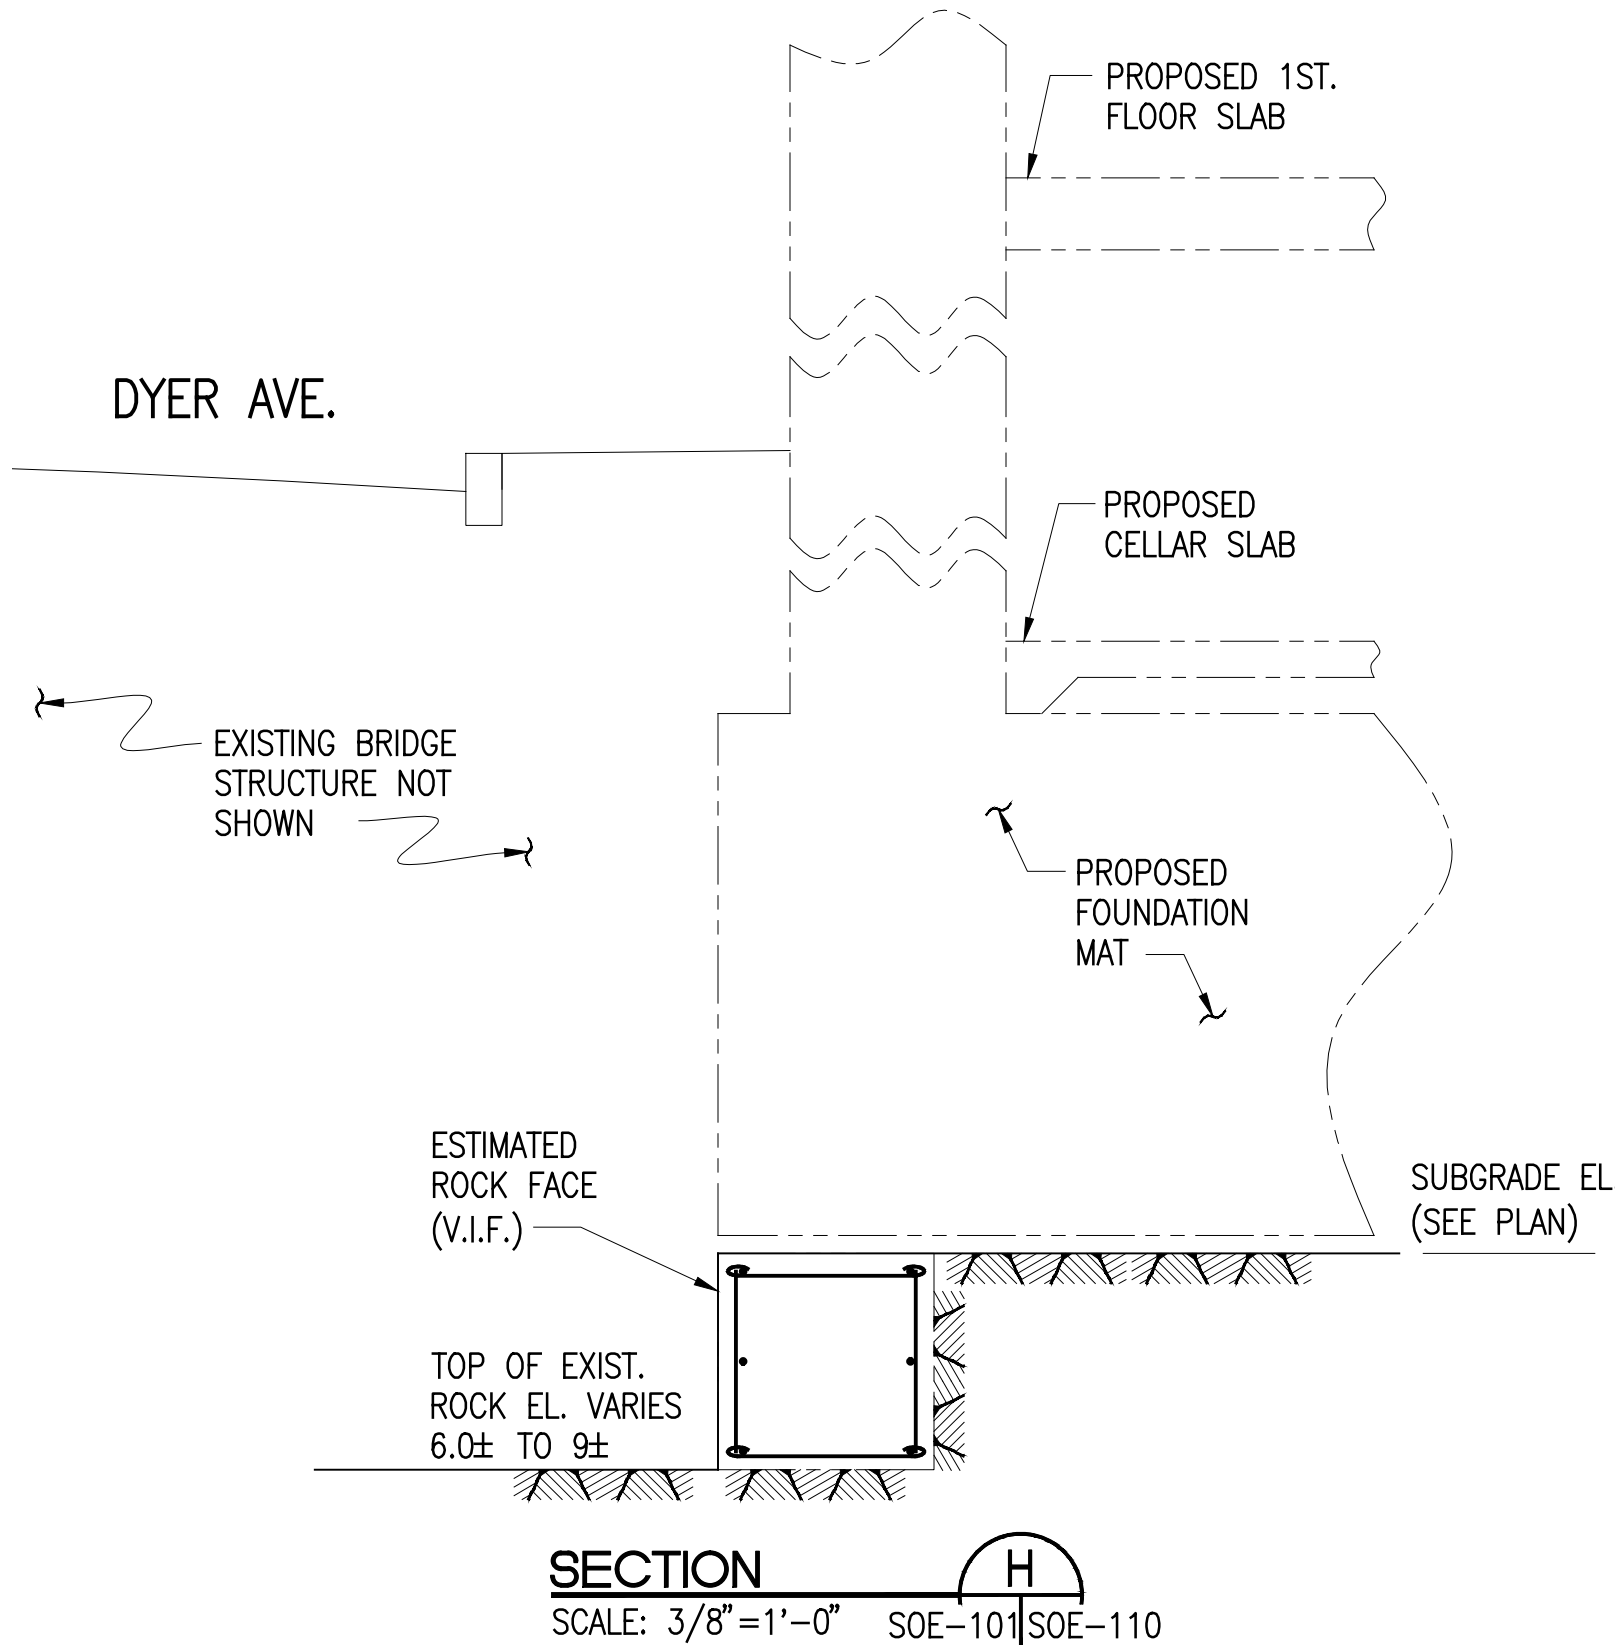 PROPOSED 1ST.
FLOOR SLAB
DYER AVE.
PROPOSED
CELLAR SLAB
EXISTING BRIDGE
STRUCTURE NOT
SHOWN
PROPOSED
FOUNDATION
MAT
ESTIMATED
ROCK FACE
(V.I.F.)
SUBGRADE EL
(SEE PLAN)
TOP OF EXIST.
ROCK EL. VARIES
6.0± TO 9±
SECTION
H
SCALE: 3/8"=1'-0"
SOE-101 SOE-110